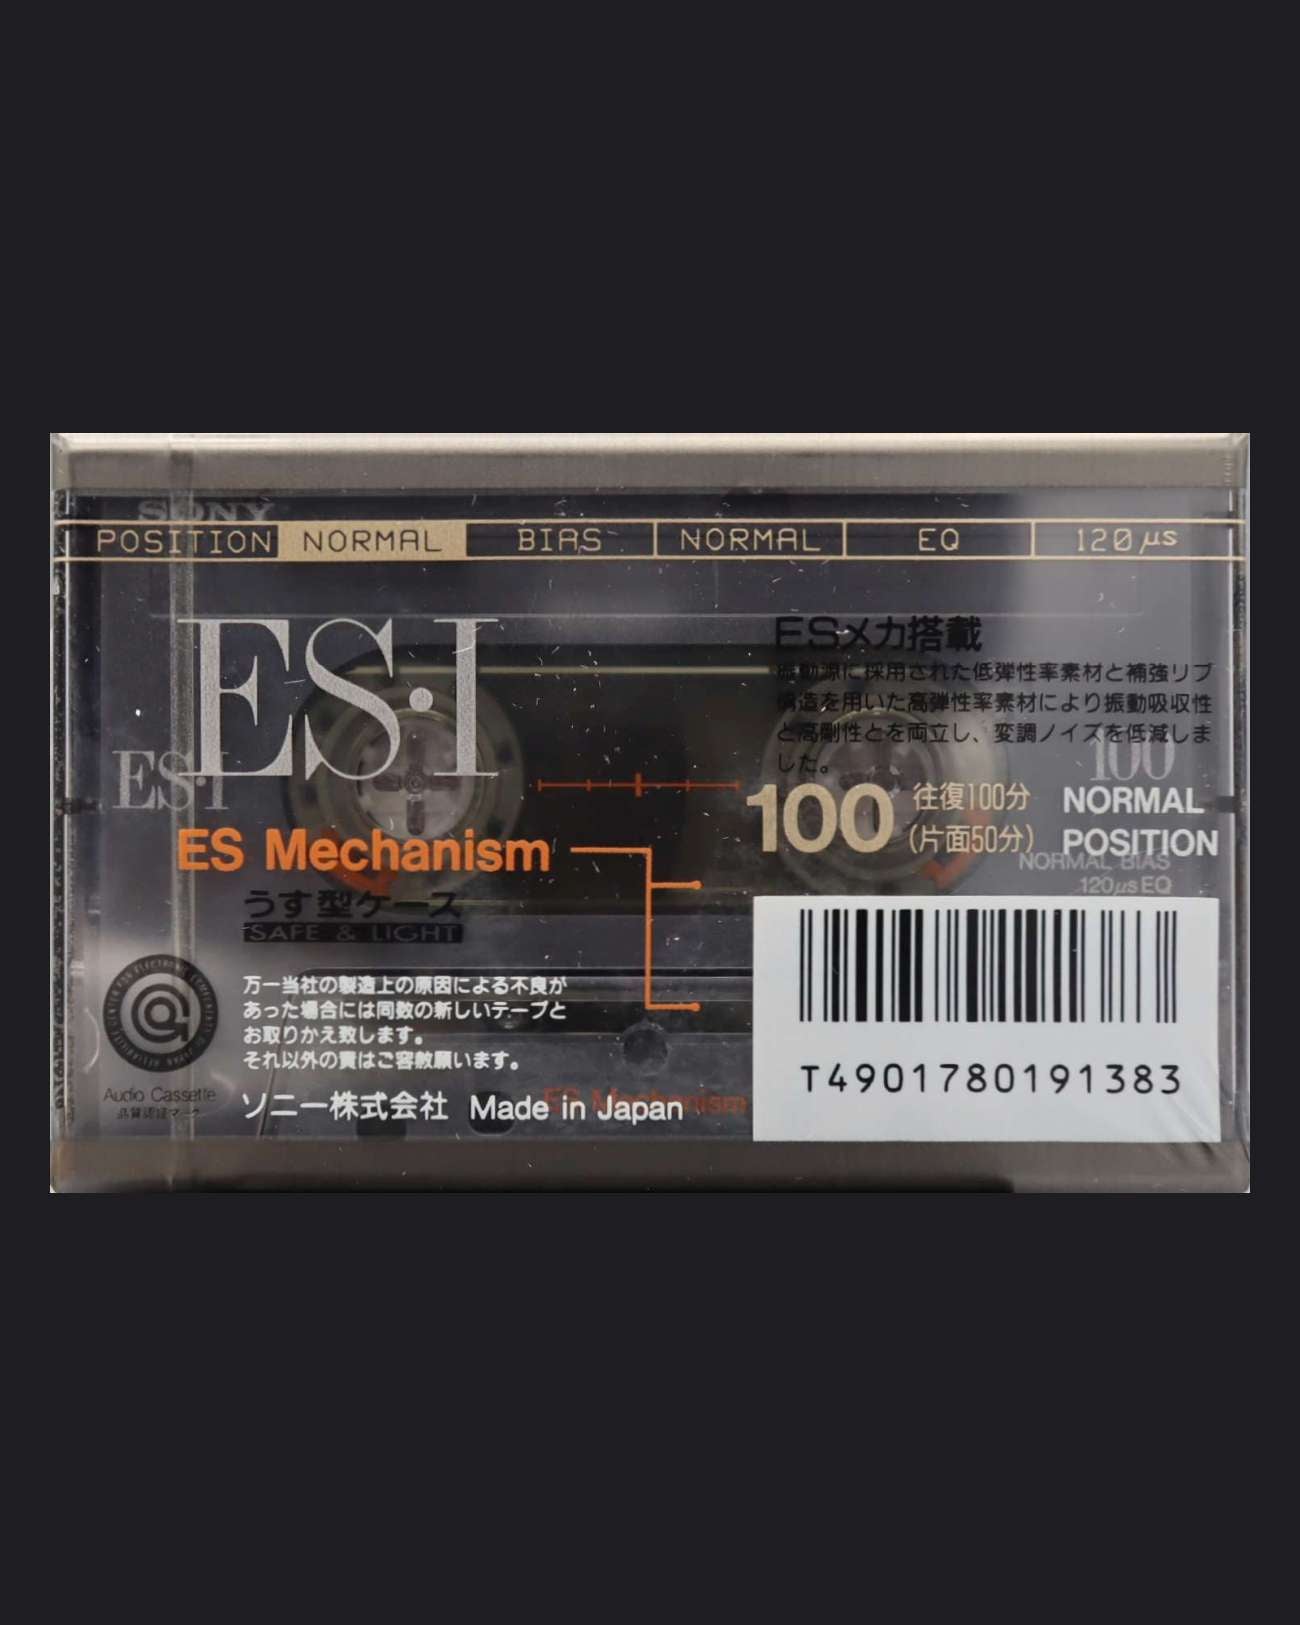 SONY
POSITION NORMAL BIAS NORMAL EQ 120μs
ES·I
ESメカ搭載
振動源に採用された低弾性率素材と補強リブ
構造を用いた高弾性率素材により振動吸収性
と高剛性とを両立し、変調ノイズを低減しま
した。
ES·I
100
100 往復100分
(片面50分)
NORMAL
POSITION
NORMAL BIAS
120μs EQ
ES Mechanism
うす型ケース
SAFE & LIGHT
万一当社の製造上の原因による不良が
あった場合には同数の新しいテープと
お取りかえ致します。
それ以外の責はご容赦願います。
Audio Cassette
品質認証マーク
ソニー株式会社 Made in Japan
ES Mechanism
T4901780191383